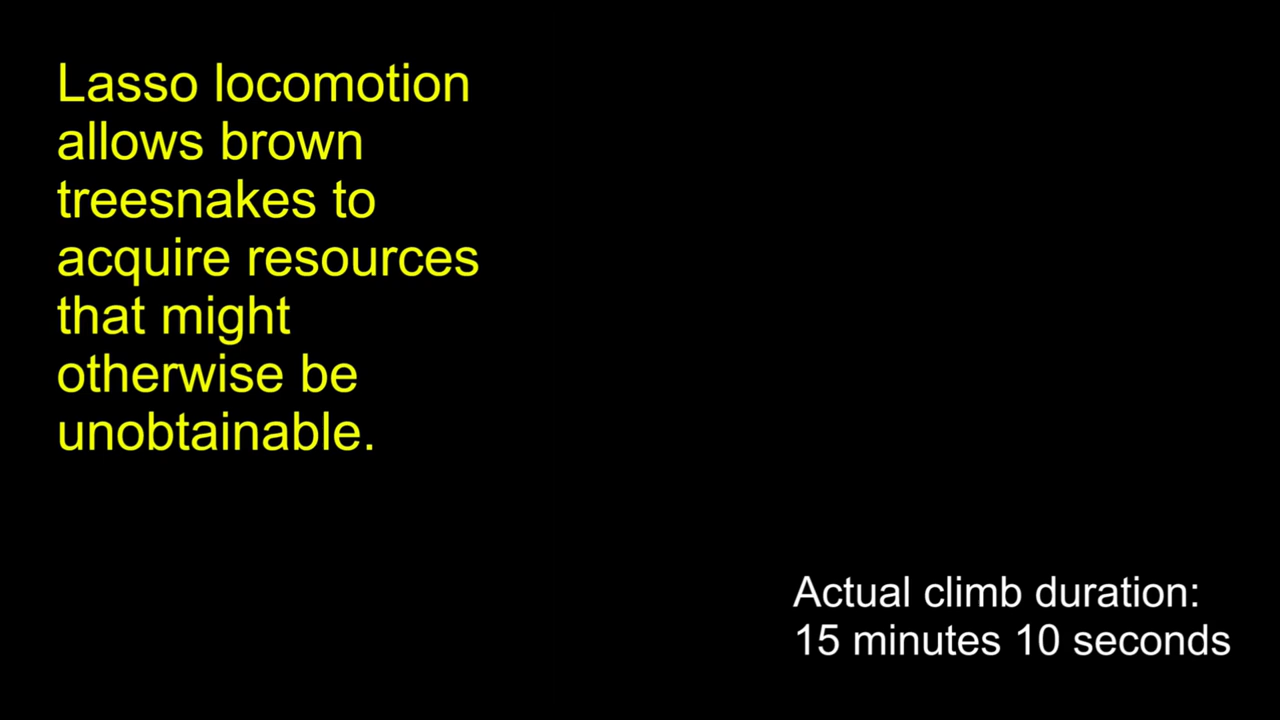 Lasso locomotion
allows brown
treesnakes to
acquire resources
that might
otherwise be
unobtainable.
Actual climb duration:
15 minutes 10 seconds